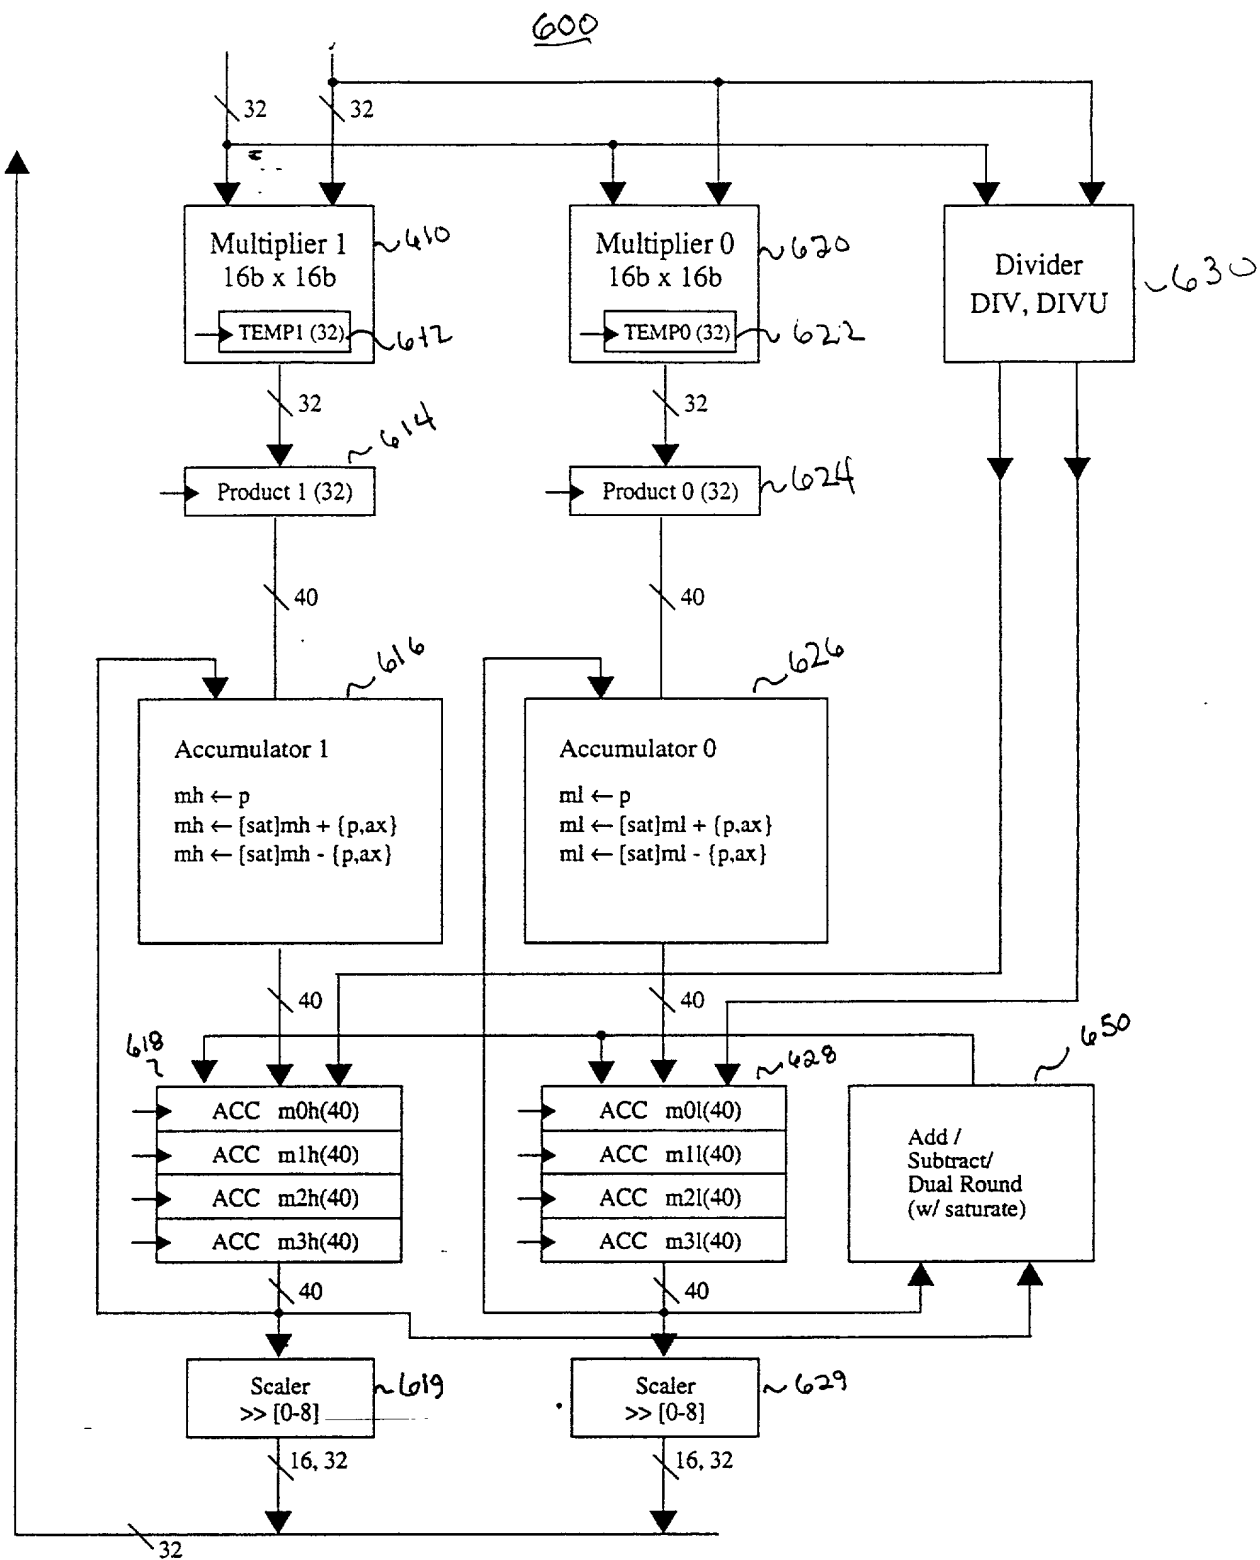 600
32 32
Multiplier 1
16b x 16b
TEMP1 (32)
610
612
Multiplier 0
16b x 16b
TEMP0 (32)
620
622
Divider
DIV, DIVU
630
32 32
614
Product 1 (32)
Product 0 (32)
624
40 40
616
626
Accumulator 1
mh ← p
mh ← [sat]mh + {p,ax}
mh ← [sat]mh - {p,ax}
Accumulator 0
ml ← p
ml ← [sat]ml + {p,ax}
ml ← [sat]ml - {p,ax}
40 40
618
628
650
ACC m0h(40)
ACC m1h(40)
ACC m2h(40)
ACC m3h(40)
ACC m0l(40)
ACC m1l(40)
ACC m2l(40)
ACC m3l(40)
Add /
Subtract/
Dual Round
(w/ saturate)
40 40
Scaler
>> [0-8]
619
Scaler
>> [0-8]
629
16, 32 16, 32
32